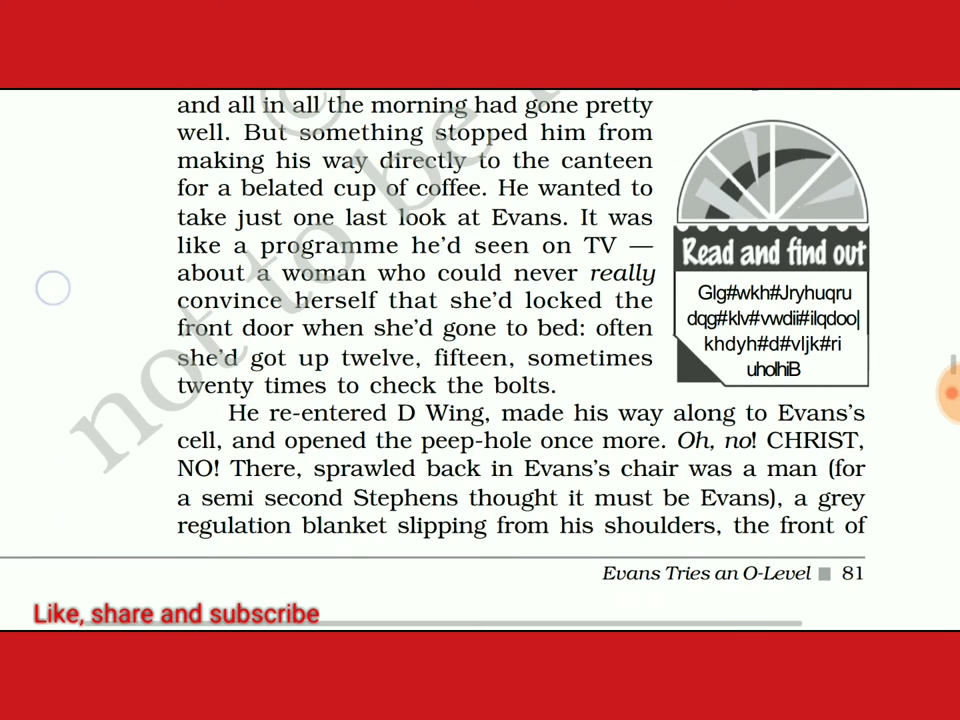 and all in all the morning had gone pretty
well. But something stopped him from
making his way directly to the canteen
for a belated cup of coffee. He wanted to
take just one last look at Evans. It was
like a programme he'd seen on TV —
about a woman who could never really
convince herself that she'd locked the
front door when she'd gone to bed: often
she'd got up twelve, fifteen, sometimes
twenty times to check the bolts.
Read and find out
Glg#wkh#Jryhuqru
dqg#klv#vwdii#ilqdoo|
khdyh#d#vljk#ri
uholhiB
He re-entered D Wing, made his way along to Evans's
cell, and opened the peep-hole once more. Oh, no! CHRIST,
NO! There, sprawled back in Evans's chair was a man (for
a semi second Stephens thought it must be Evans), a grey
regulation blanket slipping from his shoulders, the front of
Evans Tries an O-Level ■ 81
Like, share and subscribe
© not to be